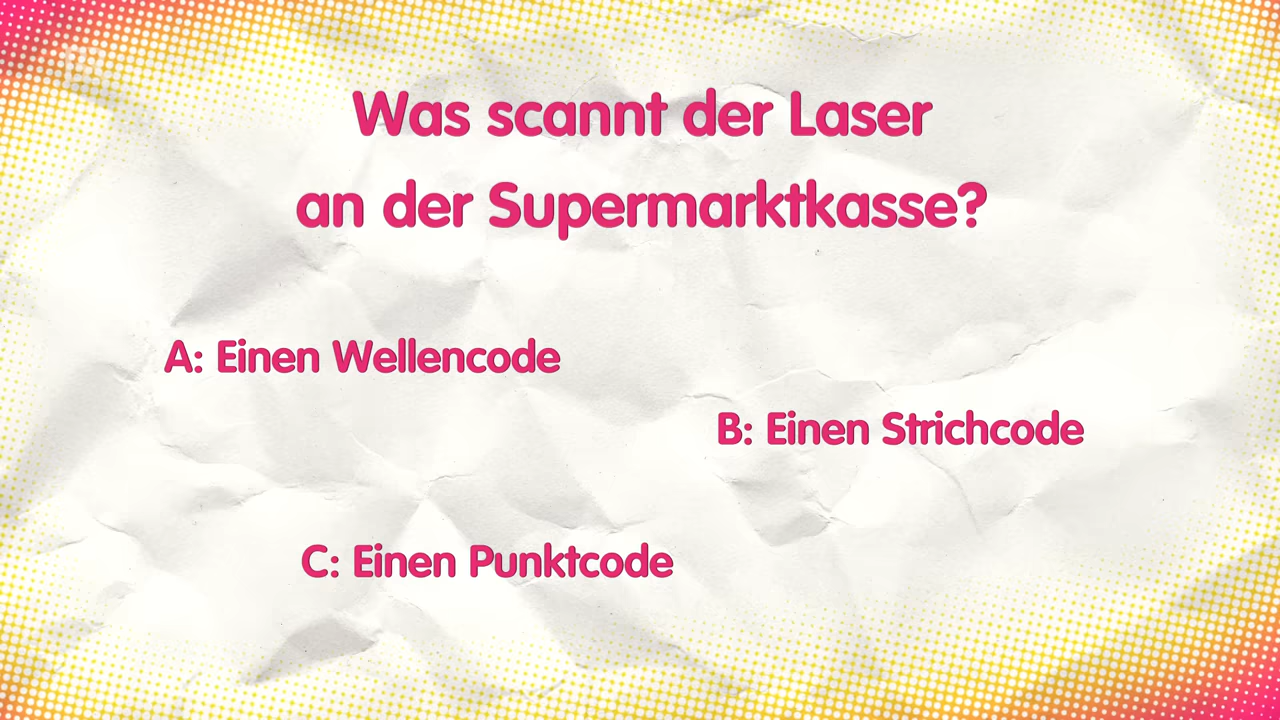 Was scannt der Laser
an der Supermarktkasse?
A: Einen Wellencode
B: Einen Strichcode
C: Einen Punktcode